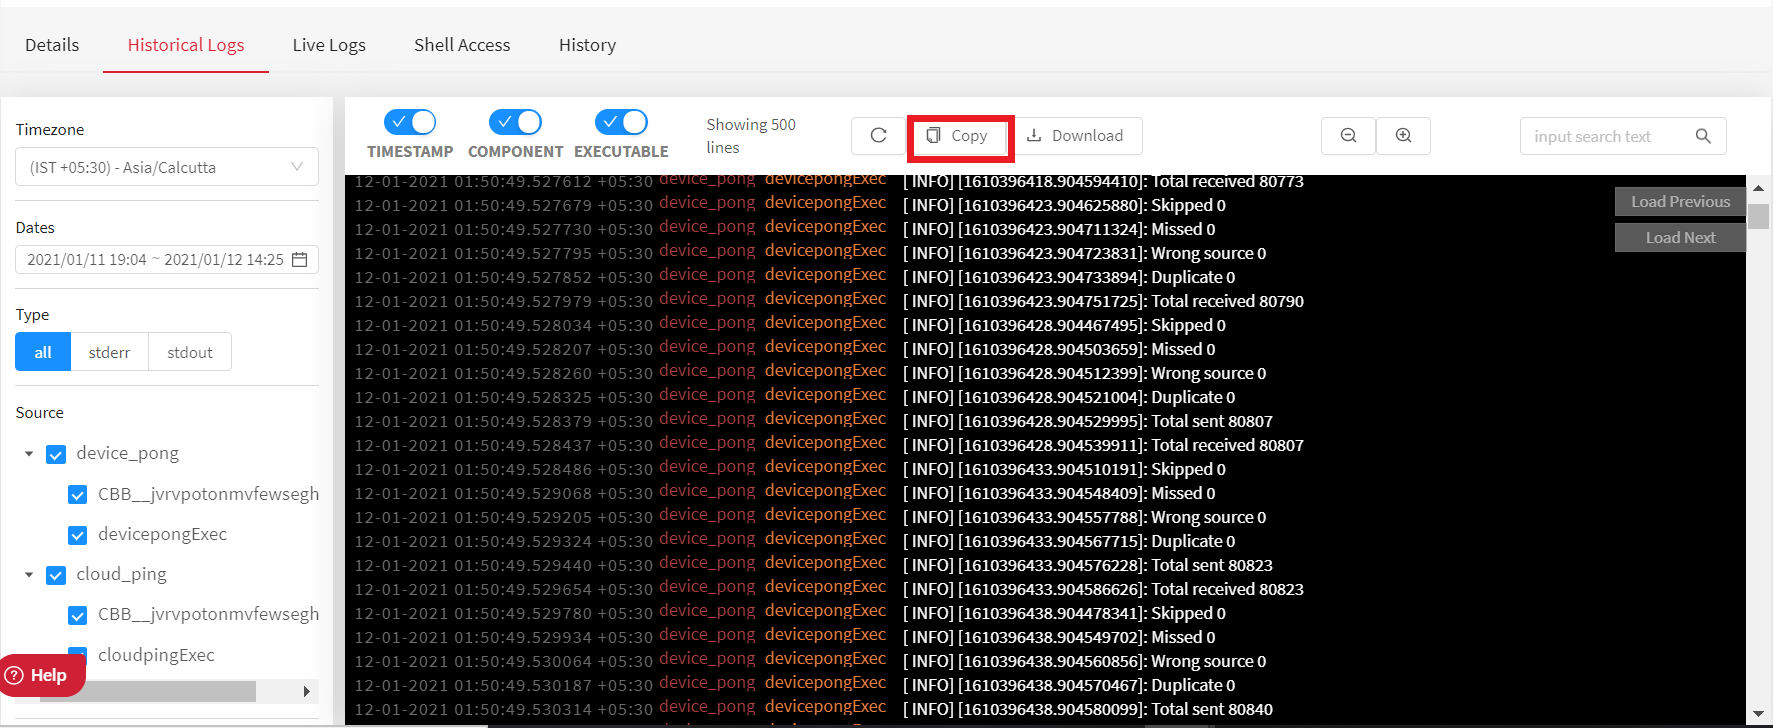 Details Historical Logs Live Logs Shell Access History
Timezone
(IST +05:30) - Asia/Calcutta
Dates
2021/01/11 19:04 ~ 2021/01/12 14:25
Type
all stderr stdout
Source
device_pong
CBB__jvrvpotonmvfewsegh
devicepongExec
cloud_ping
CBB__jvrvpotonmvfewsegh
cloudpingExec
Help
TIMESTAMP COMPONENT EXECUTABLE
Showing 500
lines
Copy Download
input search text
Load Previous
Load Next
12-01-2021 01:50:49.527612 +05:30 device_pong devicepongExec [ INFO] [1610396418.904594410]: Total received 80773
12-01-2021 01:50:49.527679 +05:30 device_pong devicepongExec [ INFO] [1610396423.904625880]: Skipped 0
12-01-2021 01:50:49.527730 +05:30 device_pong devicepongExec [ INFO] [1610396423.904711324]: Missed 0
12-01-2021 01:50:49.527795 +05:30 device_pong devicepongExec [ INFO] [1610396423.904723831]: Wrong source 0
12-01-2021 01:50:49.527852 +05:30 device_pong devicepongExec [ INFO] [1610396423.904733894]: Duplicate 0
12-01-2021 01:50:49.527979 +05:30 device_pong devicepongExec [ INFO] [1610396423.904751725]: Total received 80790
12-01-2021 01:50:49.528034 +05:30 device_pong devicepongExec [ INFO] [1610396428.904467495]: Skipped 0
12-01-2021 01:50:49.528207 +05:30 device_pong devicepongExec [ INFO] [1610396428.904503659]: Missed 0
12-01-2021 01:50:49.528260 +05:30 device_pong devicepongExec [ INFO] [1610396428.904512399]: Wrong source 0
12-01-2021 01:50:49.528325 +05:30 device_pong devicepongExec [ INFO] [1610396428.904521004]: Duplicate 0
12-01-2021 01:50:49.528379 +05:30 device_pong devicepongExec [ INFO] [1610396428.904529995]: Total sent 80807
12-01-2021 01:50:49.528437 +05:30 device_pong devicepongExec [ INFO] [1610396428.904539911]: Total received 80807
12-01-2021 01:50:49.528486 +05:30 device_pong devicepongExec [ INFO] [1610396433.904510191]: Skipped 0
12-01-2021 01:50:49.529068 +05:30 device_pong devicepongExec [ INFO] [1610396433.904548409]: Missed 0
12-01-2021 01:50:49.529205 +05:30 device_pong devicepongExec [ INFO] [1610396433.904557788]: Wrong source 0
12-01-2021 01:50:49.529324 +05:30 device_pong devicepongExec [ INFO] [1610396433.904567715]: Duplicate 0
12-01-2021 01:50:49.529440 +05:30 device_pong devicepongExec [ INFO] [1610396433.904576228]: Total sent 80823
12-01-2021 01:50:49.529654 +05:30 device_pong devicepongExec [ INFO] [1610396433.904586626]: Total received 80823
12-01-2021 01:50:49.529780 +05:30 device_pong devicepongExec [ INFO] [1610396438.904478341]: Skipped 0
12-01-2021 01:50:49.529934 +05:30 device_pong devicepongExec [ INFO] [1610396438.904549702]: Missed 0
12-01-2021 01:50:49.530064 +05:30 device_pong devicepongExec [ INFO] [1610396438.904560856]: Wrong source 0
12-01-2021 01:50:49.530187 +05:30 device_pong devicepongExec [ INFO] [1610396438.904570467]: Duplicate 0
12-01-2021 01:50:49.530314 +05:30 device_pong devicepongExec [ INFO] [1610396438.904580099]: Total sent 80840